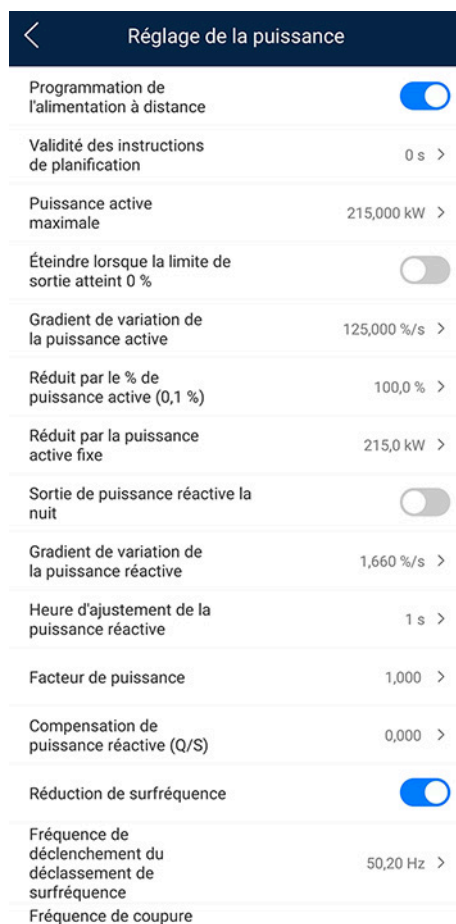 Réglage de la puissance
Programmation de
l'alimentation à distance
Validité des instructions
de planification
0 s
Puissance active
maximale
215,000 kW
Éteindre lorsque la limite de
sortie atteint 0 %
Gradient de variation de
la puissance active
125,000 %/s
Réduit par le % de
puissance active (0,1 %)
100,0 %
Réduit par la puissance
active fixe
215,0 kW
Sortie de puissance réactive la
nuit
Gradient de variation de
la puissance réactive
1,660 %/s
Heure d'ajustement de la
puissance réactive
1 s
Facteur de puissance
1,000
Compensation de
puissance réactive (Q/S)
0,000
Réduction de surfréquence
Fréquence de
déclenchement du
déclassement de
surfréquence
50,20 Hz
Fréquence de coupure